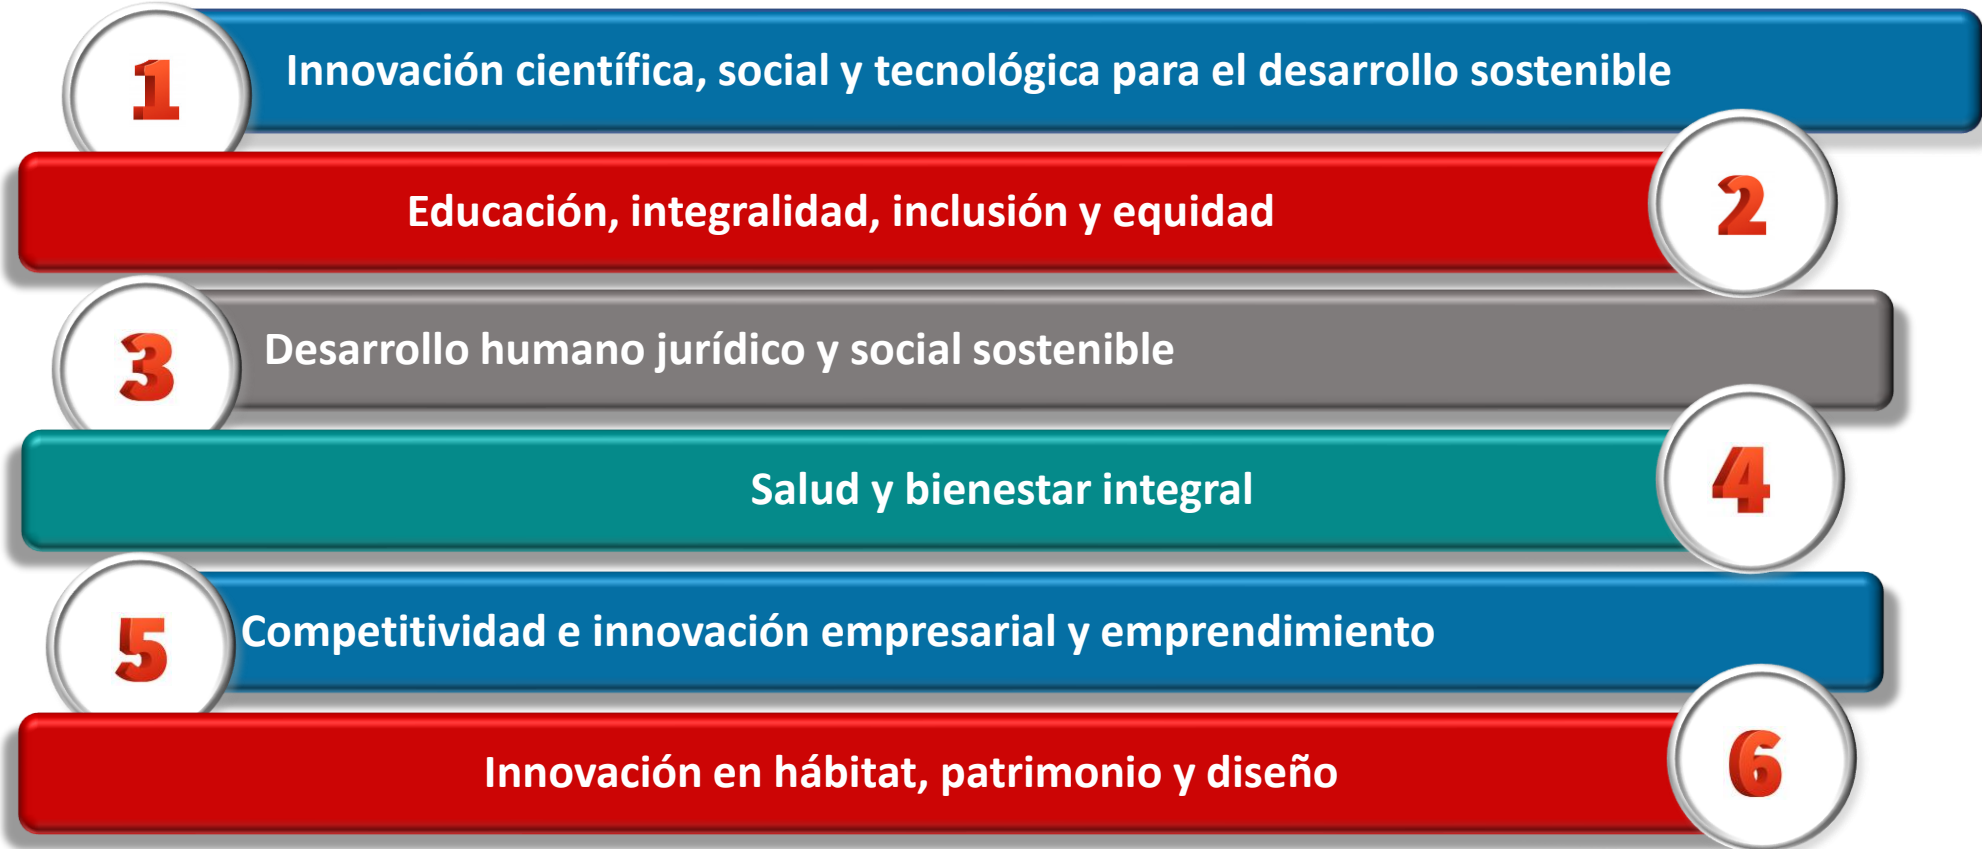 1
Innovación científica, social y tecnológica para el desarrollo sostenible
Educación, integralidad, inclusión y equidad
2
3
Desarrollo humano jurídico y social sostenible
Salud y bienestar integral
4
5
Competitividad e innovación empresarial y emprendimiento
Innovación en hábitat, patrimonio y diseño
6